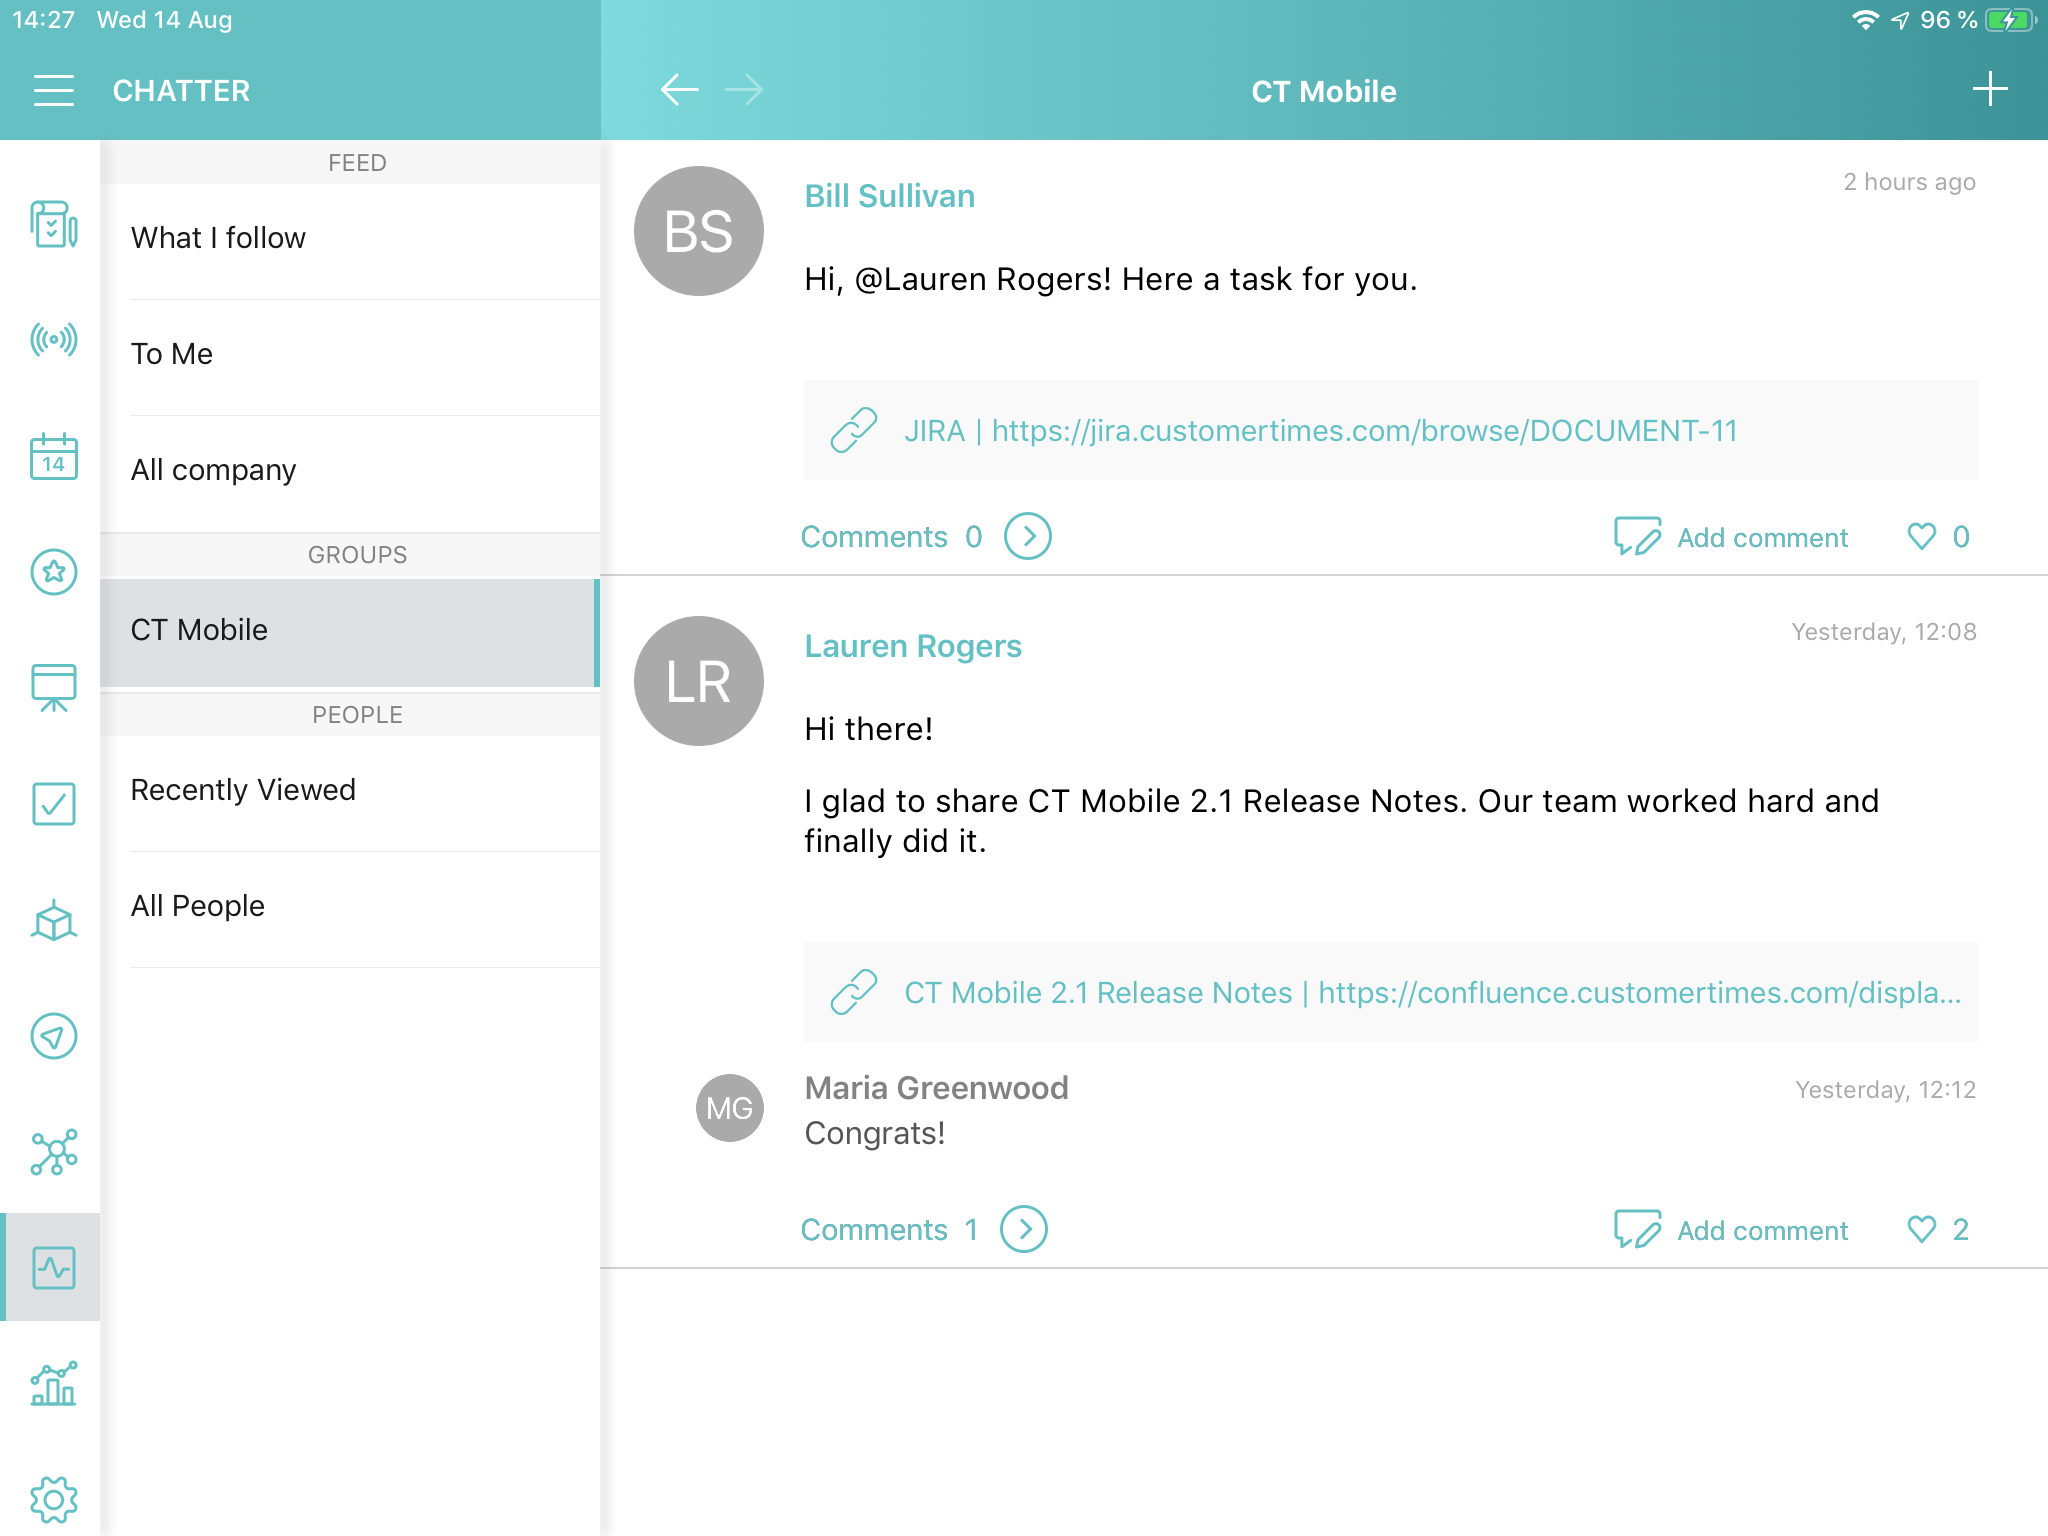 14:27 Wed 14 Aug
96 %
CHATTER
CT Mobile
FEED
What I follow
To Me
All company
GROUPS
CT Mobile
PEOPLE
Recently Viewed
All People
14
BS
Bill Sullivan
2 hours ago
Hi, @Lauren Rogers! Here a task for you.
JIRA | https://jira.customertimes.com/browse/DOCUMENT-11
Comments 0
Add comment
0
LR
Lauren Rogers
Yesterday, 12:08
Hi there!
I glad to share CT Mobile 2.1 Release Notes. Our team worked hard and
finally did it.
CT Mobile 2.1 Release Notes | https://confluence.customertimes.com/displa...
MG
Maria Greenwood
Yesterday, 12:12
Congrats!
Comments 1
Add comment
2